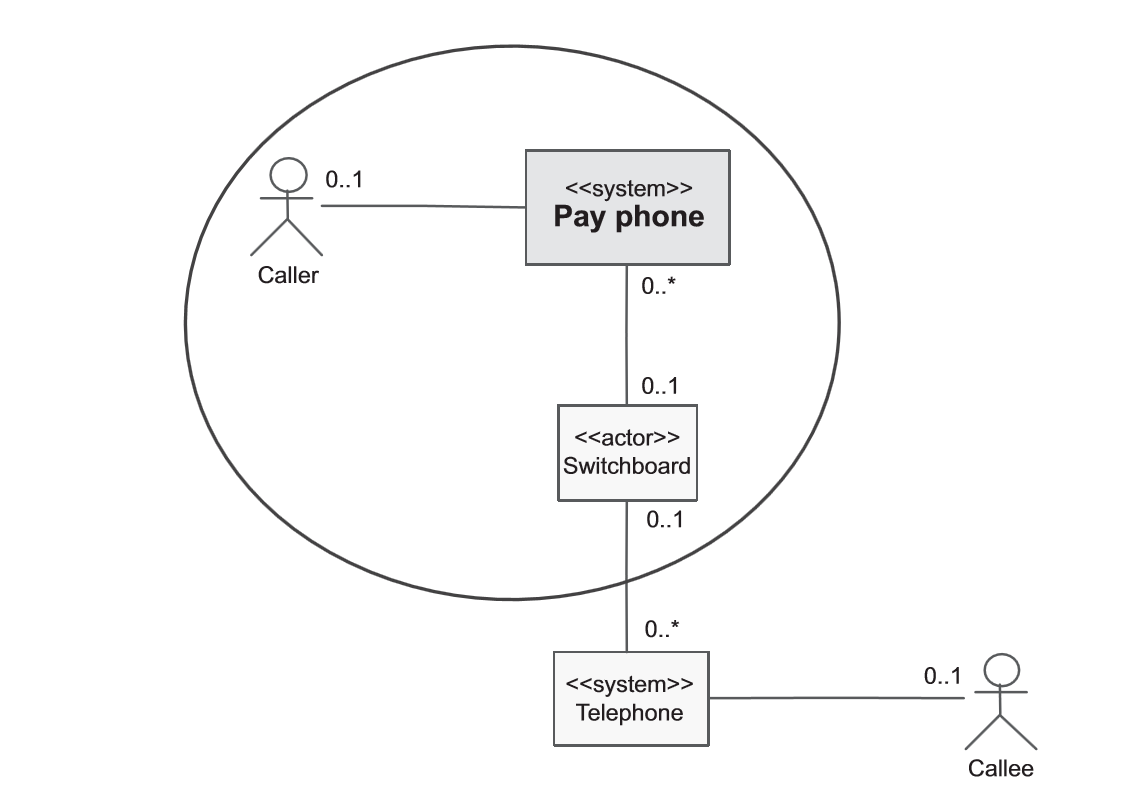 0..1
<<system>>
Pay phone
Caller
0..*
0..1
<<actor>>
Switchboard
0..1
0..*
<<system>>
Telephone
0..1
Callee